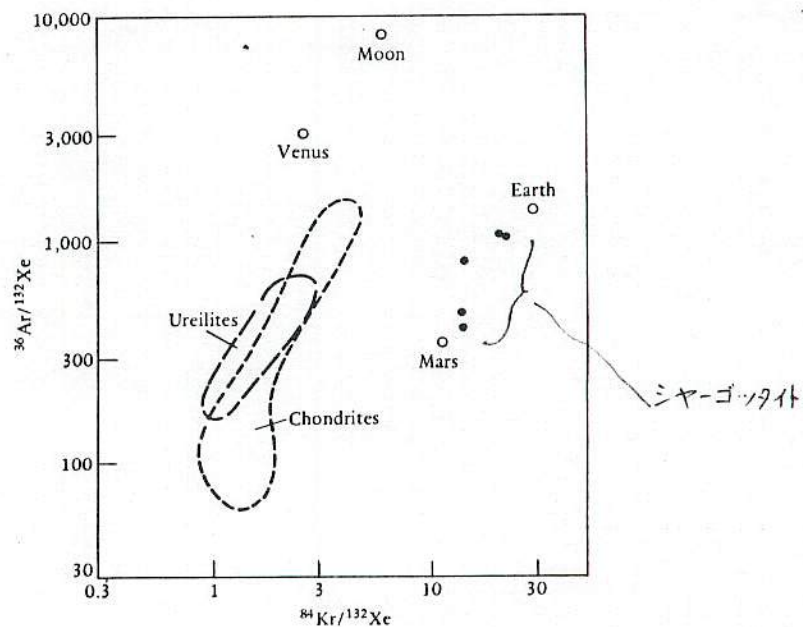 10,000
Moon
3,000
Venus
Earth
1,000
³⁶Ar/¹³²Xe
Ureilites
300
Mars
シャーゴッタイト
Chondrites
100
30
0.3
1
3
10
30
⁸⁴Kr/¹³²Xe